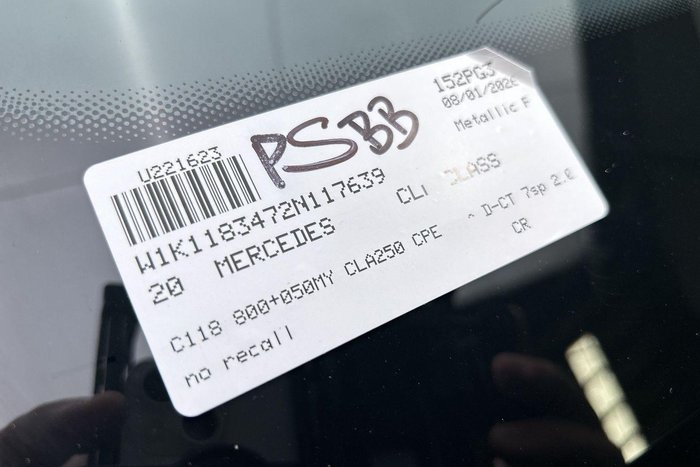 U221623
PSBB
152PG3
08/01/2026
Metallic P
W1K1183472N117639
20 MERCEDES CL CLASS
C118 800+050MY CLA250 CPE D-CT 7sp 2.0
CR
no recall